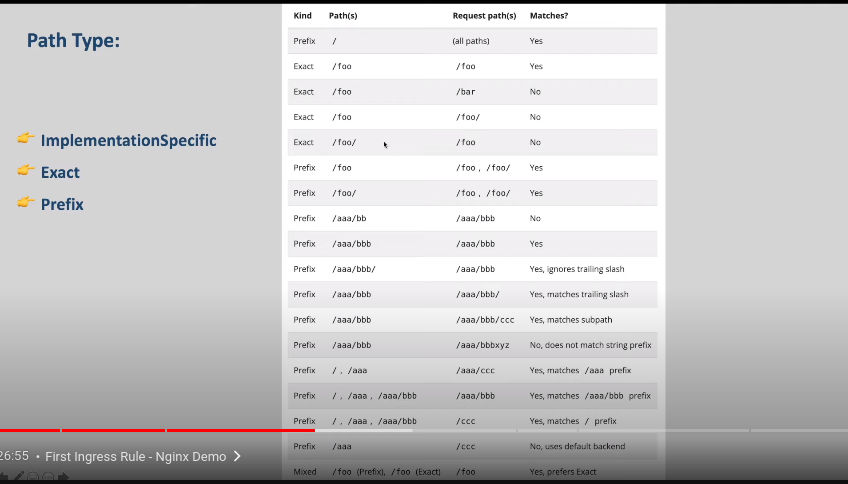 Path Type:
ImplementationSpecific
Exact
Prefix
Kind Path(s) Request path(s) Matches?
Prefix / (all paths) Yes
Exact /foo /foo Yes
Exact /foo /bar No
Exact /foo /foo/ No
Exact /foo/ /foo No
Prefix /foo /foo , /foo/ Yes
Prefix /foo/ /foo , /foo/ Yes
Prefix /aaa/bb /aaa/bbb No
Prefix /aaa/bbb /aaa/bbb Yes
Prefix /aaa/bbb/ /aaa/bbb Yes, ignores trailing slash
Prefix /aaa/bbb /aaa/bbb/ Yes, matches trailing slash
Prefix /aaa/bbb /aaa/bbb/ccc Yes, matches subpath
Prefix /aaa/bbb /aaa/bbbxyz No, does not match string prefix
Prefix / , /aaa /aaa/ccc Yes, matches /aaa prefix
Prefix / , /aaa , /aaa/bbb /aaa/bbb Yes, matches /aaa/bbb prefix
Prefix / , /aaa , /aaa/bbb /ccc Yes, matches / prefix
Prefix /aaa /ccc No, uses default backend
Mixed /foo (Prefix), /foo (Exact) /foo Yes, prefers Exact
26:55 • First Ingress Rule - Nginx Demo